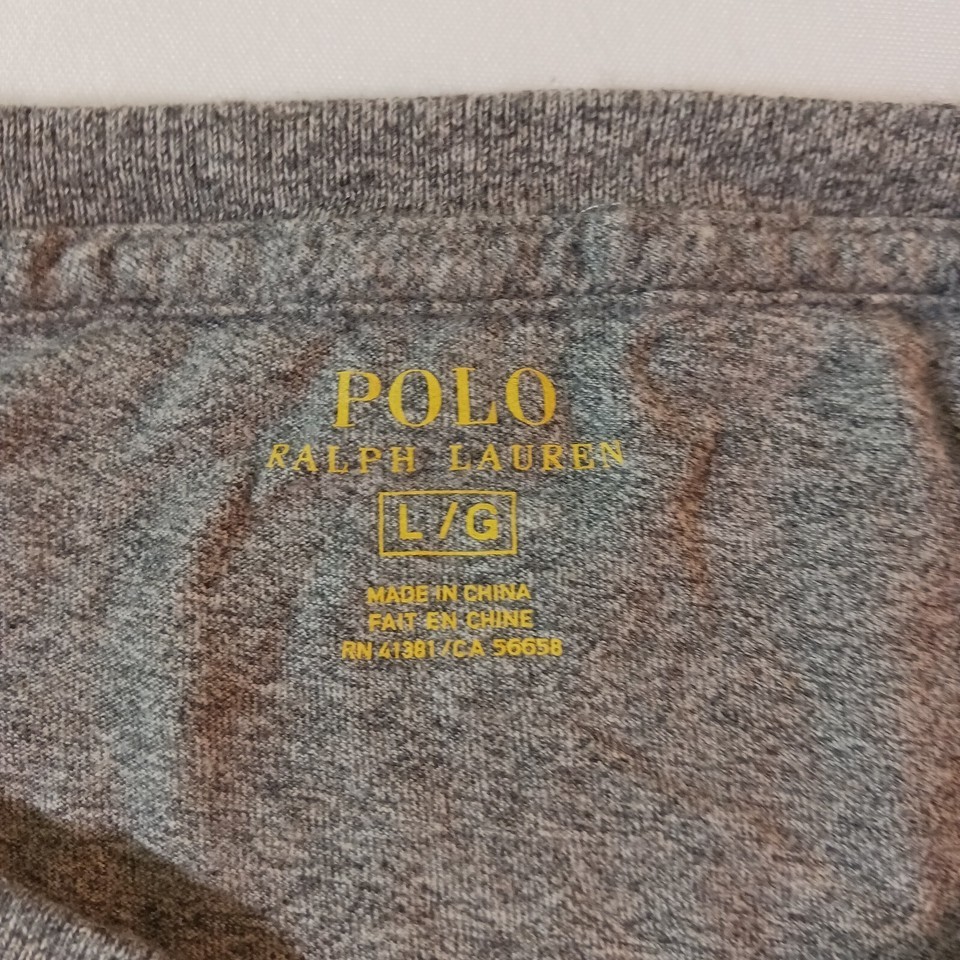 POLO
RALPH LAUREN
L/G
MADE IN CHINA
FAIT EN CHINE
RN 41381/CA 56658